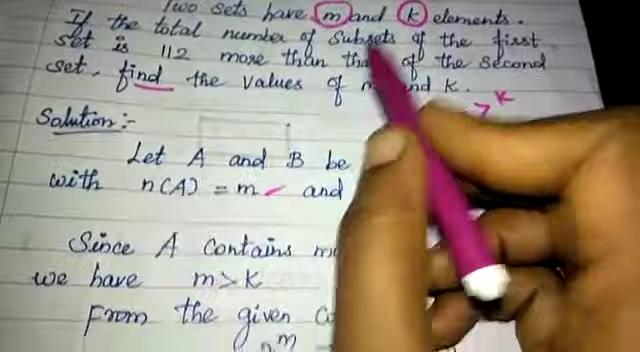 Two sets have m and k elements.
If the total number of subsets of the first
set is 112 more than of the second
set, find the values of and k.
> k
Solution:-
Let A and B be
with n(A) = m and
Since A contains
we have m>k
From the given
m